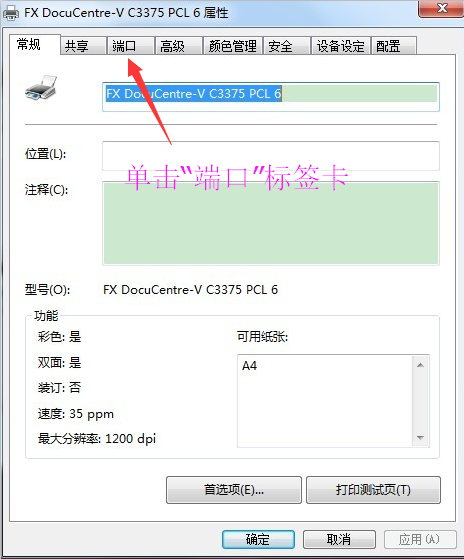 FX DocuCentre-V C3375 PCL 6 属性
常规 共享 端口 高级 颜色管理 安全 设备设定 配置
FX DocuCentre-V C3375 PCL 6
位置(L):
单击“端口”标签卡
注释(C):
型号(O): FX DocuCentre-V C3375 PCL 6
功能
彩色: 是 可用纸张:
双面: 是 A4
装订: 否
速度: 35 ppm
最大分辨率: 1200 dpi
首选项(E)... 打印测试页(T)
确定 取消 应用(A)